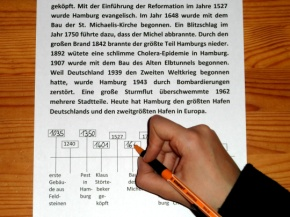 geköpft. Mit der Einführung der Reformation im Jahre 1527
wurde Hamburg evangelisch. Im Jahr 1648 wurde mit dem
Bau der St. Michaelis-Kirche begonnen. Ein Blitzschlag im
Jahr 1750 führte dazu, dass der Michel abbrannte. Durch den
großen Brand 1842 brannte der größte Teil Hamburgs nieder.
1892 wütete eine schlimme Cholera-Epidemie in Hamburg.
1907 wurde mit dem Bau des Alten Elbtunnels begonnen.
Weil Deutschland 1939 den Zweiten Weltkrieg begonnen
hatte, wurde Hamburg 1943 durch Bombardierungen
zerstört. Eine große Sturmflut überschwemmte 1962
mehrere Stadtteile. Heute hat Hamburg den größten Hafen
Deutschlands und den zweitgrößten Hafen in Europa.
1035 1350 1527
1240 1401
erste Pest Klaus
Gebäu- in Störte-
de aus Ham- beker
Feld- burg ge-
steinen köpft